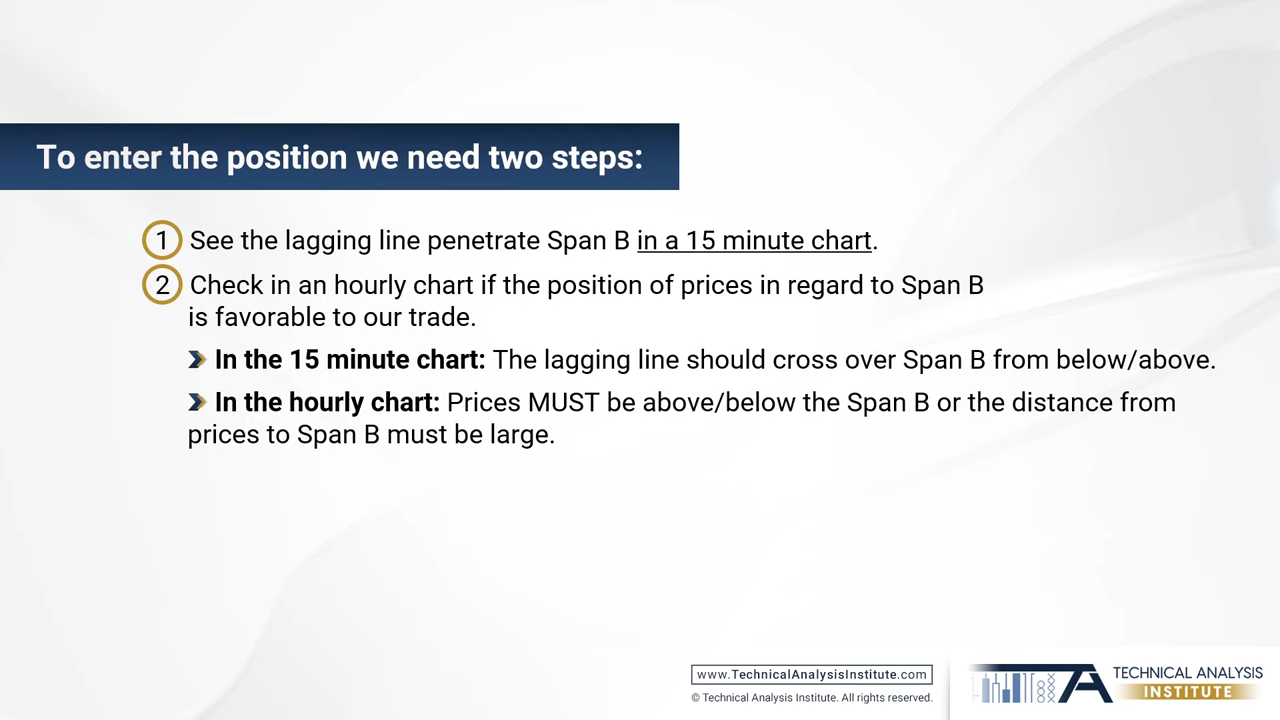 To enter the position we need two steps:
1 See the lagging line penetrate Span B in a 15 minute chart.
2 Check in an hourly chart if the position of prices in regard to Span B
is favorable to our trade.
In the 15 minute chart: The lagging line should cross over Span B from below/above.
In the hourly chart: Prices MUST be above/below the Span B or the distance from
prices to Span B must be large.
www.TechnicalAnalysisInstitute.com
© Technical Analysis Institute. All rights reserved.
TA
TECHNICAL ANALYSIS
INSTITUTE